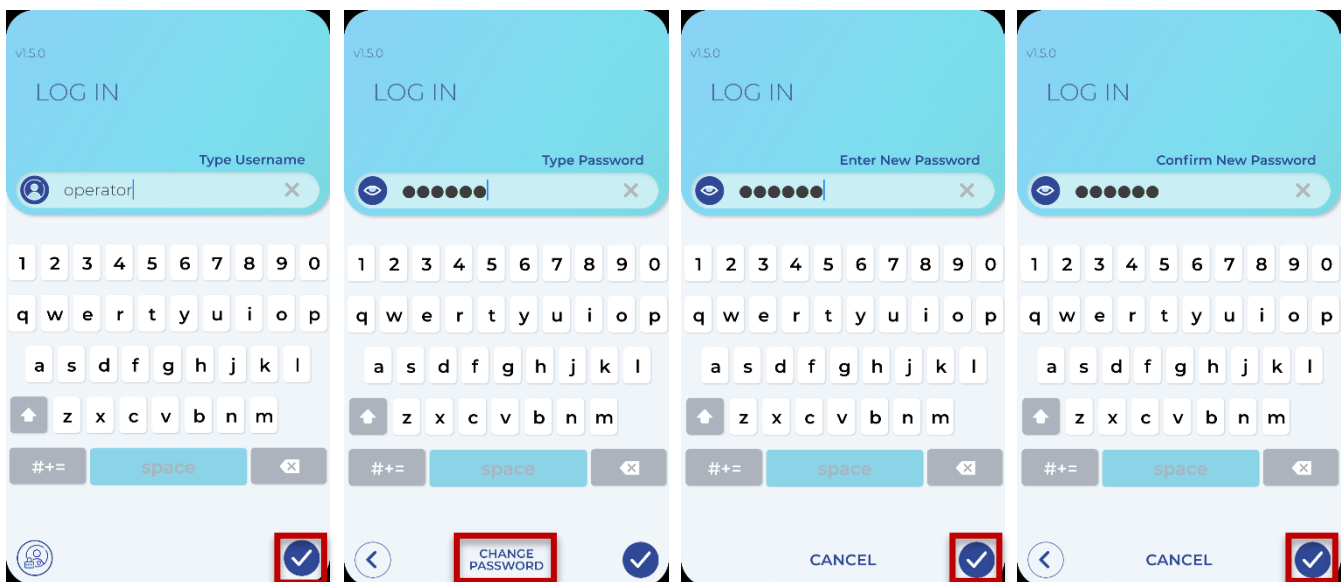 v1.5.0
LOG IN
Type Username
operator
1 2 3 4 5 6 7 8 9 0
q w e r t y u i o p
a s d f g h j k l
z x c v b n m
#+= space
v1.5.0
LOG IN
Type Password
1 2 3 4 5 6 7 8 9 0
q w e r t y u i o p
a s d f g h j k l
z x c v b n m
#+= space
CHANGE
PASSWORD
v1.5.0
LOG IN
Enter New Password
1 2 3 4 5 6 7 8 9 0
q w e r t y u i o p
a s d f g h j k l
z x c v b n m
#+= space
CANCEL
v1.5.0
LOG IN
Confirm New Password
1 2 3 4 5 6 7 8 9 0
q w e r t y u i o p
a s d f g h j k l
z x c v b n m
#+= space
CANCEL